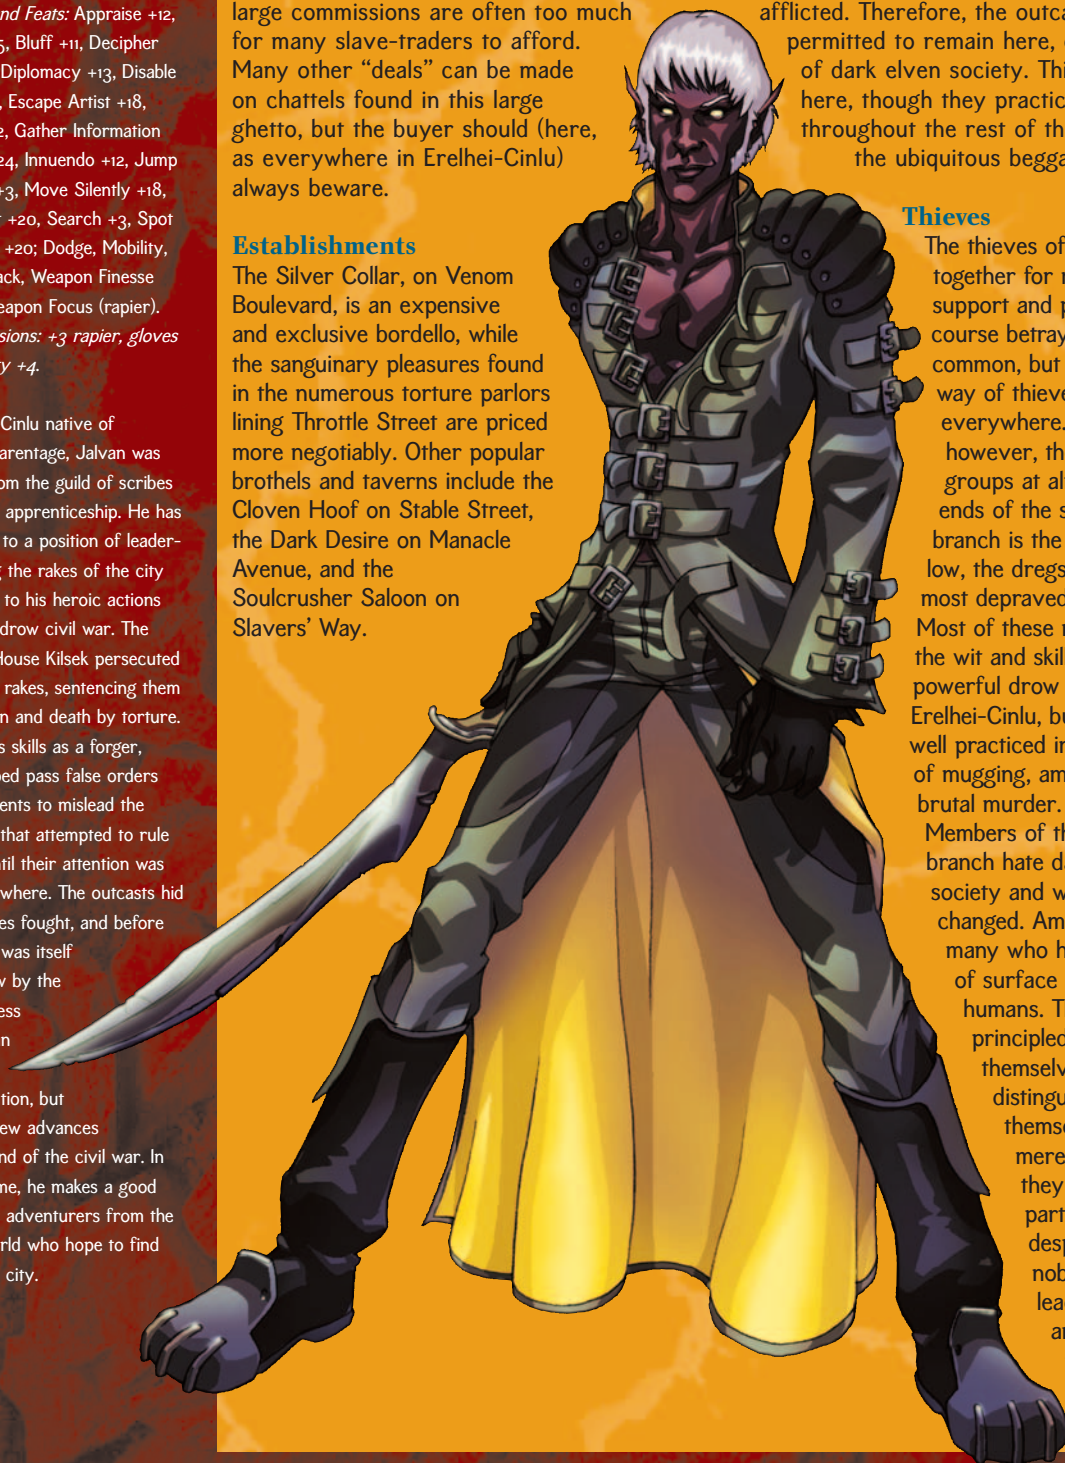 and Feats: Appraise +12,
5, Bluff +11, Decipher
Diplomacy +13, Disable
, Escape Artist +18,
2, Gather Information
24, Innuendo +12, Jump
+3, Move Silently +18,
+20, Search +3, Spot
+20; Dodge, Mobility,
ack, Weapon Finesse
eapon Focus (rapier).
sions: +3 rapier, gloves
y +4.
Cinlu native of
arentage, Jalvan was
om the guild of scribes
apprenticeship. He has
to a position of leader-
g the rakes of the city
to his heroic actions
drow civil war. The
House Kilsek persecuted
rakes, sentencing them
n and death by torture.
s skills as a forger,
ed pass false orders
ents to mislead the
that attempted to rule
til their attention was
where. The outcasts hid
es fought, and before
was itself
w by the
ess
n
tion, but
ew advances
nd of the civil war. In
me, he makes a good
adventurers from the
rld who hope to find
city.
large commissions are often too much
for many slave-traders to afford.
Many other “deals” can be made
on chattels found in this large
ghetto, but the buyer should (here,
as everywhere in Erelhei-Cinlu)
always beware.
Establishments
The Silver Collar, on Venom
Boulevard, is an expensive
and exclusive bordello, while
the sanguinary pleasures found
in the numerous torture parlors
lining Throttle Street are priced
more negotiably. Other popular
brothels and taverns include the
Cloven Hoof on Stable Street,
the Dark Desire on Manacle
Avenue, and the
Soulcrusher Saloon on
Slavers’ Way.
afflicted. Therefore, the outca
permitted to remain here,
of dark elven society. Thi
here, though they practic
throughout the rest of th
the ubiquitous begga
Thieves
The thieves of
together for m
support and p
course betray
common, but
way of thieve
everywhere.
however, th
groups at al
ends of the s
branch is the
low, the dregs
most depraved
Most of these
the wit and skil
powerful drow
Erelhei-Cinlu, bu
well practiced in
of mugging, am
brutal murder.
Members of th
branch hate da
society and w
changed. Am
many who h
of surface
humans. T
principled
themselv
distingu
themse
mere
they
part
desp
nob
lea
ar